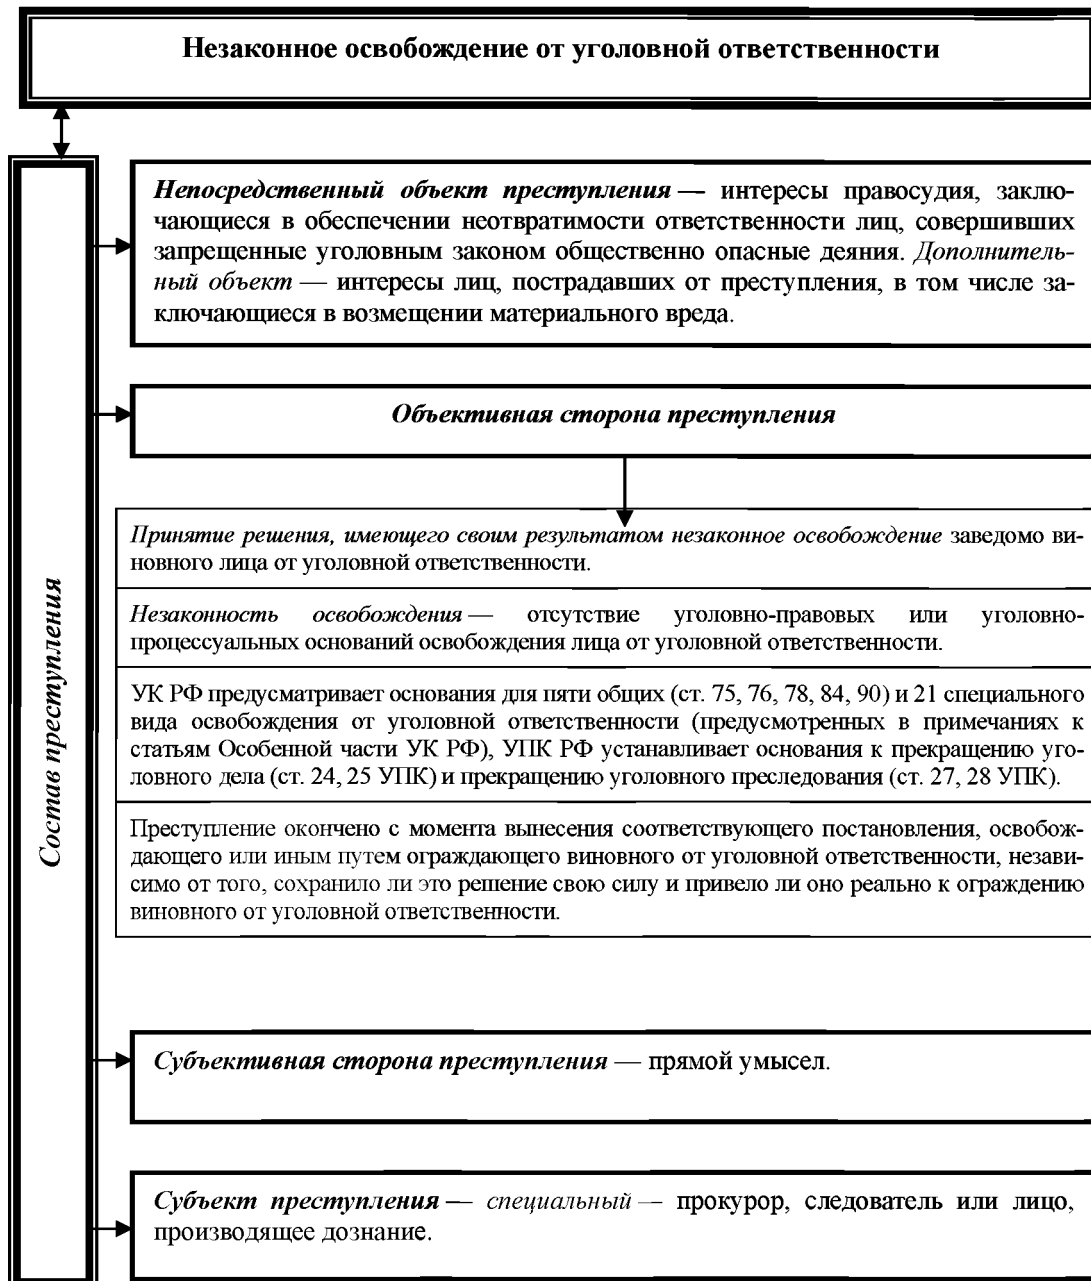 Незаконное освобождение от уголовной ответственности
Состав преступления
Непосредственный объект преступления — интересы правосудия, заклю-
чающиеся в обеспечении неотвратимости ответственности лиц, совершивших
запрещенные уголовным законом общественно опасные деяния. Дополнитель-
ный объект — интересы лиц, пострадавших от преступления, в том числе за-
ключающиеся в возмещении материального вреда.
Объективная сторона преступления
Принятие решения, имеющего своим результатом незаконное освобождение заведомо ви-
новного лица от уголовной ответственности.
Незаконность освобождения — отсутствие уголовно-правовых или уголовно-
процессуальных оснований освобождения лица от уголовной ответственности.
УК РФ предусматривает основания для пяти общих (ст. 75, 76, 78, 84, 90) и 21 специального
вида освобождения от уголовной ответственности (предусмотренных в примечаниях к
статьям Особенной части УК РФ), УПК РФ устанавливает основания к прекращению уго-
ловного дела (ст. 24, 25 УПК) и прекращению уголовного преследования (ст. 27, 28 УПК).
Преступление окончено с момента вынесения соответствующего постановления, освобож-
дающего или иным путем ограждающего виновного от уголовной ответственности, незави-
симо от того, сохранило ли это решение свою силу и привело ли оно реально к ограждению
виновного от уголовной ответственности.
Субъективная сторона преступления — прямой умысел.
Субъект преступления — специальный — прокурор, следователь или лицо,
производящее дознание.